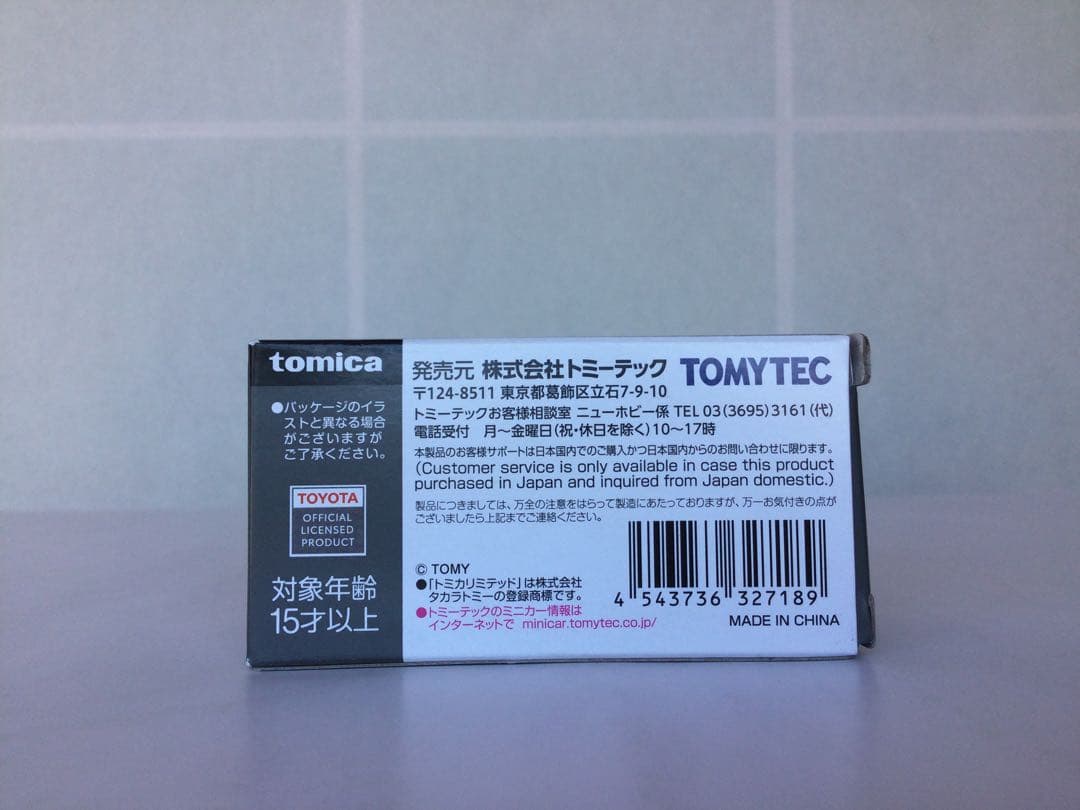 tomica
●パッケージのイラ
ストと異なる場合
がございますが
ご了承ください。
TOYOTA
OFFICIAL
LICENSED
PRODUCT
対象年齢
15才以上
発売元 株式会社トミーテック TOMYTEC
〒124-8511 東京都葛飾区立石7-9-10
トミーテックお客様相談室 ニューホビー係 TEL 03(3695)3161(代)
電話受付 月〜金曜日(祝・休日を除く)10〜17時
本製品のお客様サポートは日本国内でのご購入かつ日本国内からのお問い合わせに限ります。
(Customer service is only available in case this product
purchased in Japan and inquired from Japan domestic.)
製品につきましては、万全の注意をはらって製造にあたっておりますが、万一お気付きの点が
ございましたら上記までご連絡ください。
© TOMY
●「トミカリミテッド」は株式会社
タカラトミーの登録商標です。
●トミーテックのミニカー情報は
インターネットで minicar.tomytec.co.jp/
4 543736 327189
MADE IN CHINA